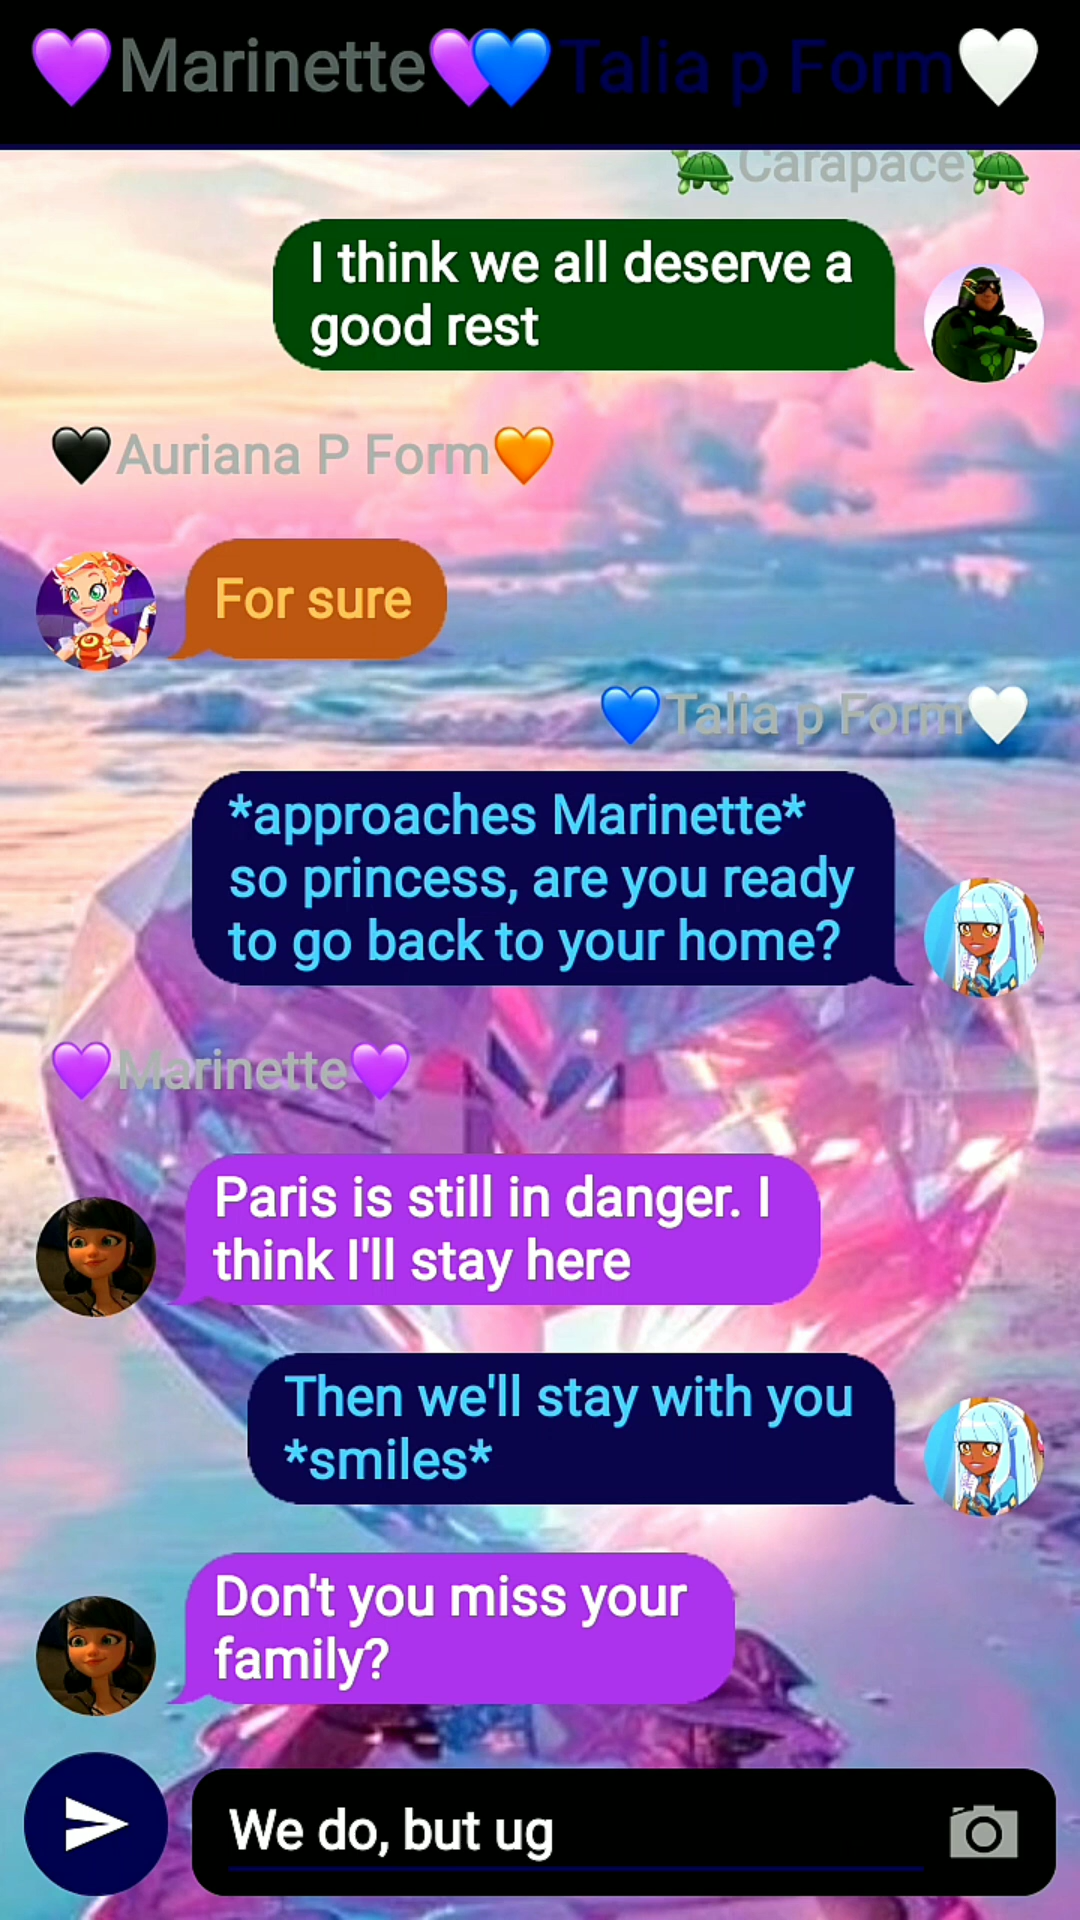 💜Marinette💜💙Talia p Form🤍
🐢Carapace🐢
I think we all deserve a
good rest
🖤Auriana P Form🧡
For sure
💙Talia p Form🤍
*approaches Marinette*
so princess, are you ready
to go back to your home?
💜Marinette💜
Paris is still in danger. I
think I'll stay here
Then we'll stay with you
*smiles*
Don't you miss your
family?
We do, but ug